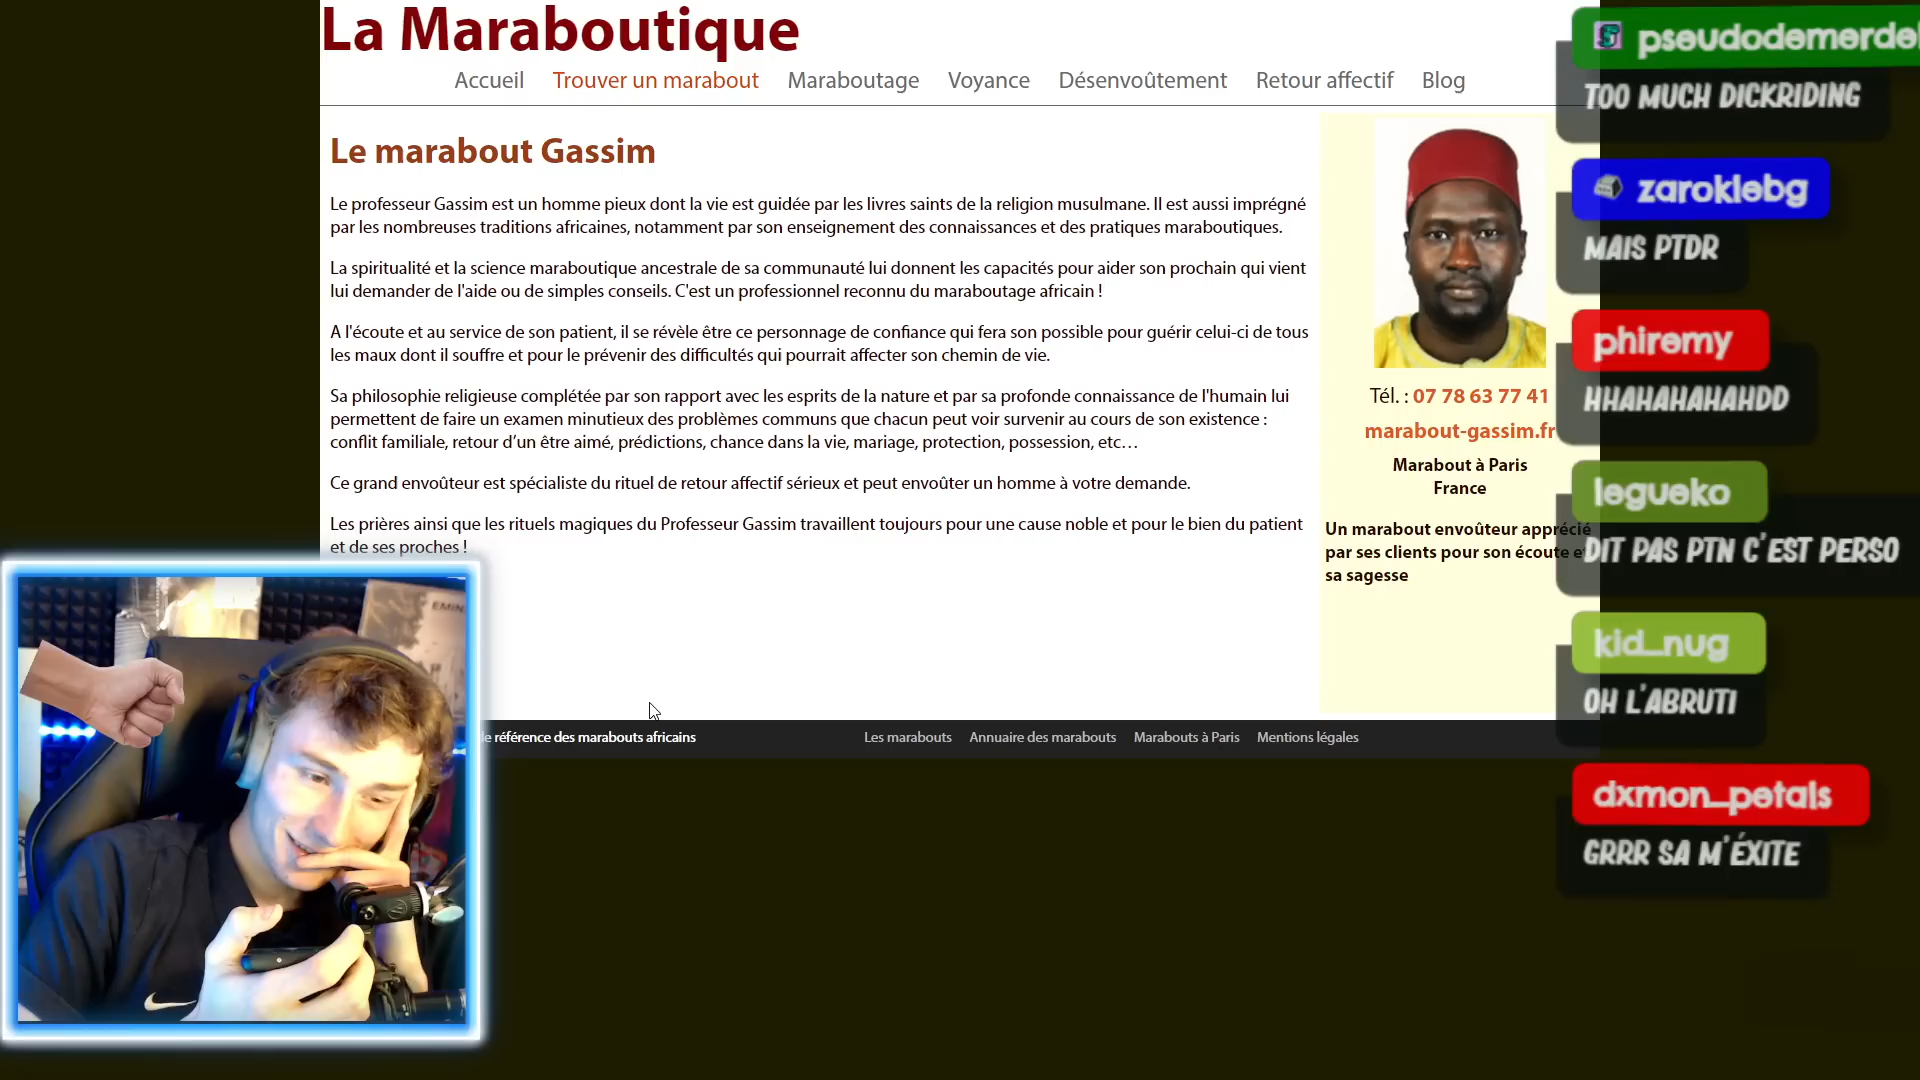 La Maraboutique
Accueil Trouver un marabout Maraboutage Voyance Désenvoûtement Retour affectif Blog
Le marabout Gassim
Le professeur Gassim est un homme pieux dont la vie est guidée par les livres saints de la religion musulmane. Il est aussi imprégné
par les nombreuses traditions africaines, notamment par son enseignement des connaissances et des pratiques maraboutiques.
La spiritualité et la science maraboutique ancestrale de sa communauté lui donnent les capacités pour aider son prochain qui vient
lui demander de l'aide ou de simples conseils. C'est un professionnel reconnu du maraboutage africain !
A l'écoute et au service de son patient, il se révèle être ce personnage de confiance qui fera son possible pour guérir celui-ci de tous
les maux dont il souffre et pour le prévenir des difficultés qui pourrait affecter son chemin de vie.
Sa philosophie religieuse complétée par son rapport avec les esprits de la nature et par sa profonde connaissance de l'humain lui
permettent de faire un examen minutieux des problèmes communs que chacun peut voir survenir au cours de son existence :
conflit familiale, retour d’un être aimé, prédictions, chance dans la vie, mariage, protection, possession, etc…
Ce grand envoûteur est spécialiste du rituel de retour affectif sérieux et peut envoûter un homme à votre demande.
Les prières ainsi que les rituels magiques du Professeur Gassim travaillent toujours pour une cause noble et pour le bien du patient
et de ses proches !
Tél. : 07 78 63 77 41
marabout-gassim.fr
Marabout à Paris
France
Un marabout envoûteur apprécié
par ses clients pour son écoute et
sa sagesse
référence des marabouts africains
Les marabouts Annuaire des marabouts Marabouts à Paris Mentions légales
EMIN
pseudodemerde
TOO MUCH DICKRIDING
zaroklebg
MAIS PTDR
phiremy
HHAHAHAHAHDD
legueko
DIT PAS PTN C'EST PERSO
kid_nug
OH L'ABRUTI
dxmon_petals
GRRR SA M'ÉXITE